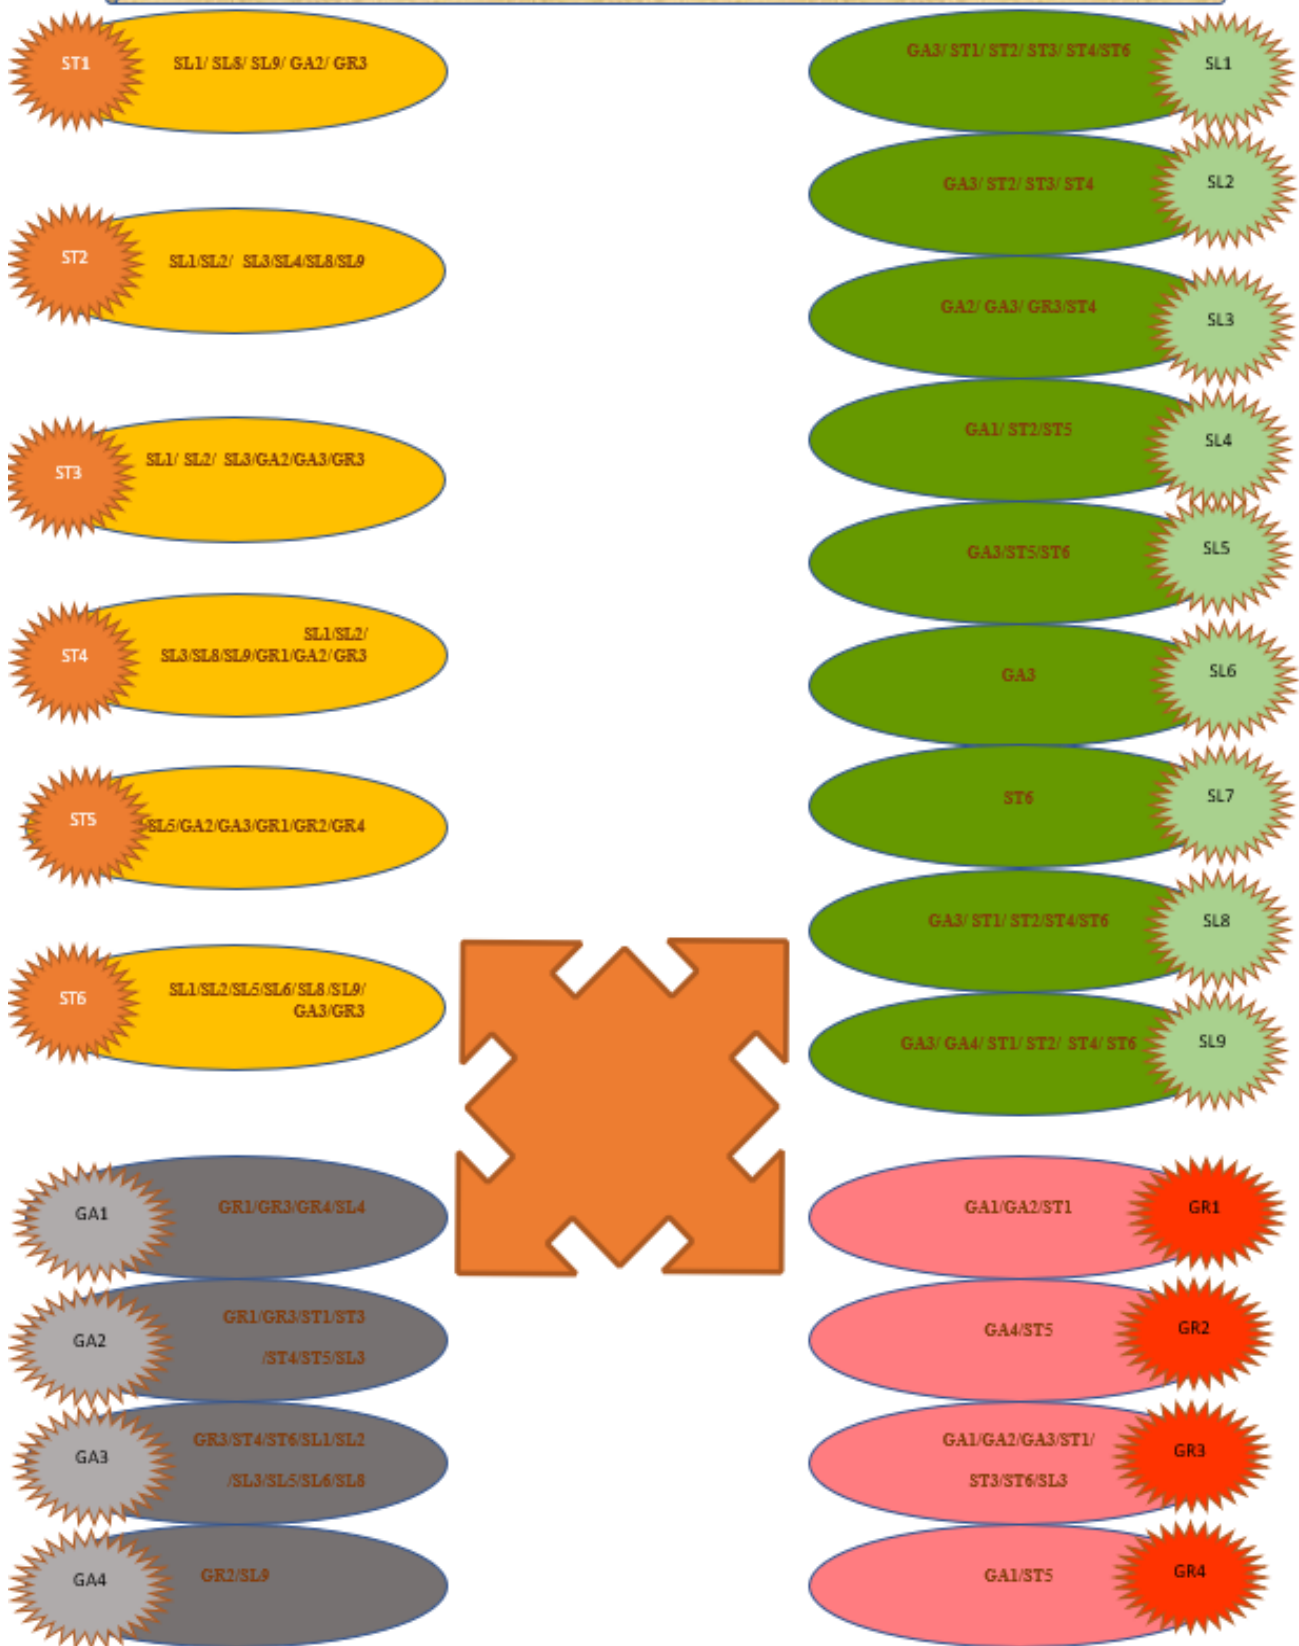 ST1
SL1/ SL8/ SL9/ GA2/ GR3
ST2
SL1/SL2/ SL3/SL4/SL8/SL9
ST3
SL1/ SL2/ SL3/GA2/GA3/GR3
ST4
SL1/SL2/
SL3/SL8/SL9/GR1/GA2/ GR3
ST5
SL5/GA2/GA3/GR1/GR2/GR4
ST6
SL1/SL2/SL5/SL6/SL8/SL9/
GA3/GR3
GA3/ ST1/ ST2/ ST3/ ST4/ST6
SL1
GA3/ ST2/ ST3/ ST4
SL2
GA2/ GA3/ GR3/ST4
SL3
GA1/ ST2/ST5
SL4
GA3/ST5/ST6
SL5
GA3
SL6
ST6
SL7
GA3/ ST1/ ST2/ST4/ST6
SL8
GA3/ GA4/ ST1/ ST2/ ST4/ ST6
SL9
GA1
GR1/GR3/GR4/SL4
GA2
GR1/GR3/ST1/ST3
/ST4/ST5/SL3
GA3
GR3/ST4/ST6/SL1/SL2
/SL3/SL5/SL6/SL8
GA4
GR2/SL9
GA1/GA2/ST1
GR1
GA4/ST5
GR2
GA1/GA2/GA3/ST1/
ST3/ST6/SL3
GR3
GA1/ST5
GR4